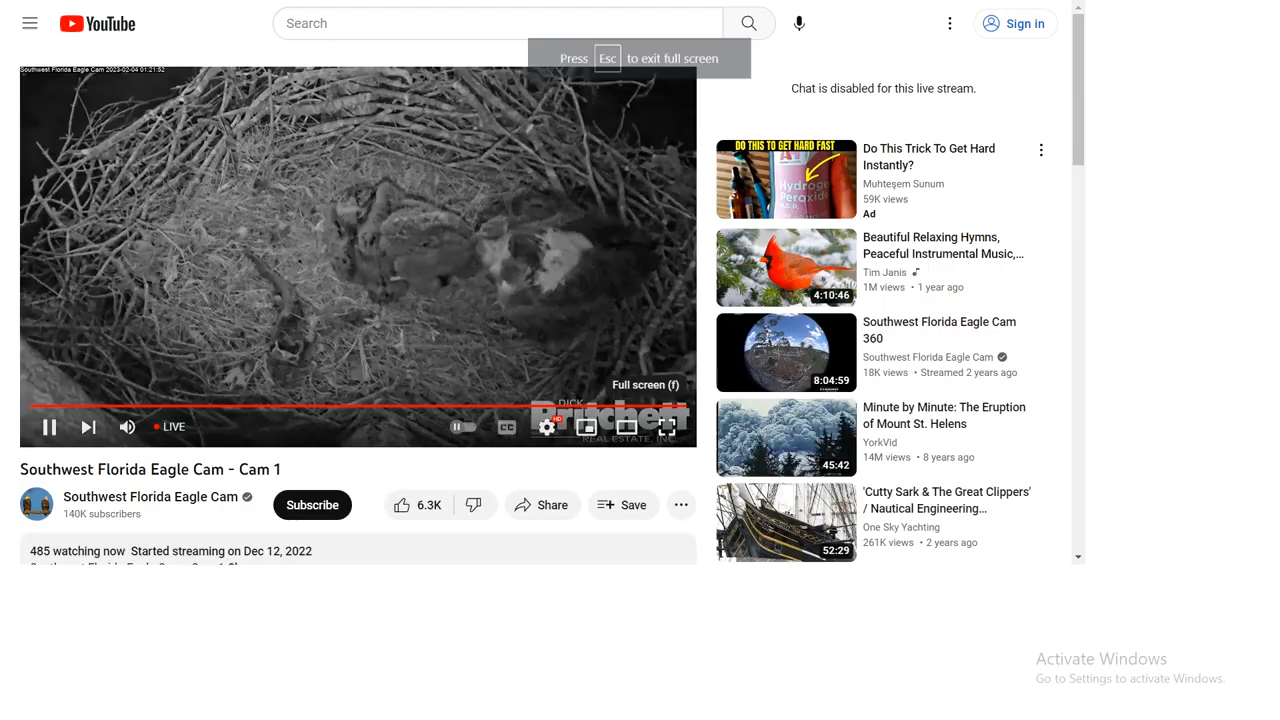 YouTube
Search
Sign in
Press Esc to exit full screen
Southwest Florida Eagle Cam 2023-02-04 01:21:52
Chat is disabled for this live stream.
Full screen (f)
DICK
Pritchett
REAL ESTATE, INC.
LIVE
CC
HD
Southwest Florida Eagle Cam - Cam 1
Southwest Florida Eagle Cam
140K subscribers
Subscribe
6.3K
Share
Save
485 watching now Started streaming on Dec 12, 2022
DO THIS TO GET HARD FAST
Hydrogen
Peroxide
Do This Trick To Get Hard
Instantly?
Muhteşem Sunum
59K views
Ad
4:10:46
Beautiful Relaxing Hymns,
Peaceful Instrumental Music,...
Tim Janis
1M views • 1 year ago
8:04:59
Southwest Florida Eagle Cam
360
Southwest Florida Eagle Cam
18K views • Streamed 2 years ago
45:42
Minute by Minute: The Eruption
of Mount St. Helens
YorkVid
14M views • 8 years ago
52:29
'Cutty Sark & The Great Clippers'
/ Nautical Engineering...
One Sky Yachting
261K views • 2 years ago
Activate Windows
Go to Settings to activate Windows.